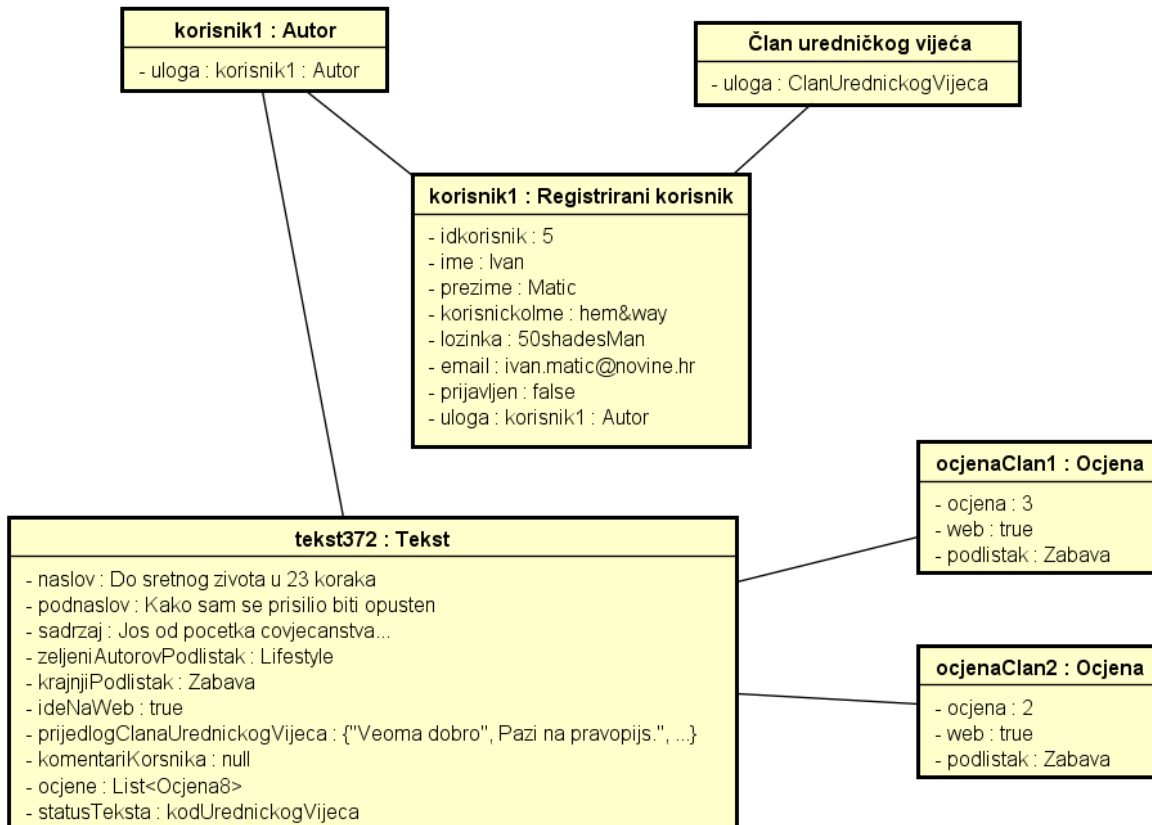 korisnik1 : Autor
- uloga : korisnik1 : Autor
Član uredničkog vijeća
- uloga : ClanUrednickogVijeca
korisnik1 : Registrirani korisnik
- idkorisnik : 5
- ime : Ivan
- prezime : Matic
- korisnickoIme : hem&way
- lozinka : 50shadesMan
- email : ivan.matic@novine.hr
- prijavljen : false
- uloga : korisnik1 : Autor
ocjenaClan1 : Ocjena
- ocjena : 3
- web : true
- podlistak : Zabava
tekst372 : Tekst
- naslov : Do sretnog zivota u 23 koraka
- podnaslov : Kako sam se prisilio biti opusten
- sadrzaj : Jos od pocetka covjecanstva...
- zeljeniAutorovPodlistak : Lifestyle
- krajnjiPodlistak : Zabava
- ideNaWeb : true
- prijedlogClanaUrednickogVijeca : {"Veoma dobro", Pazi na pravopijs.", ...}
- komentariKorsnika : null
- ocjene : List<Ocjena8>
- statusTeksta : kodUrednickogVijeca
ocjenaClan2 : Ocjena
- ocjena : 2
- web : true
- podlistak : Zabava